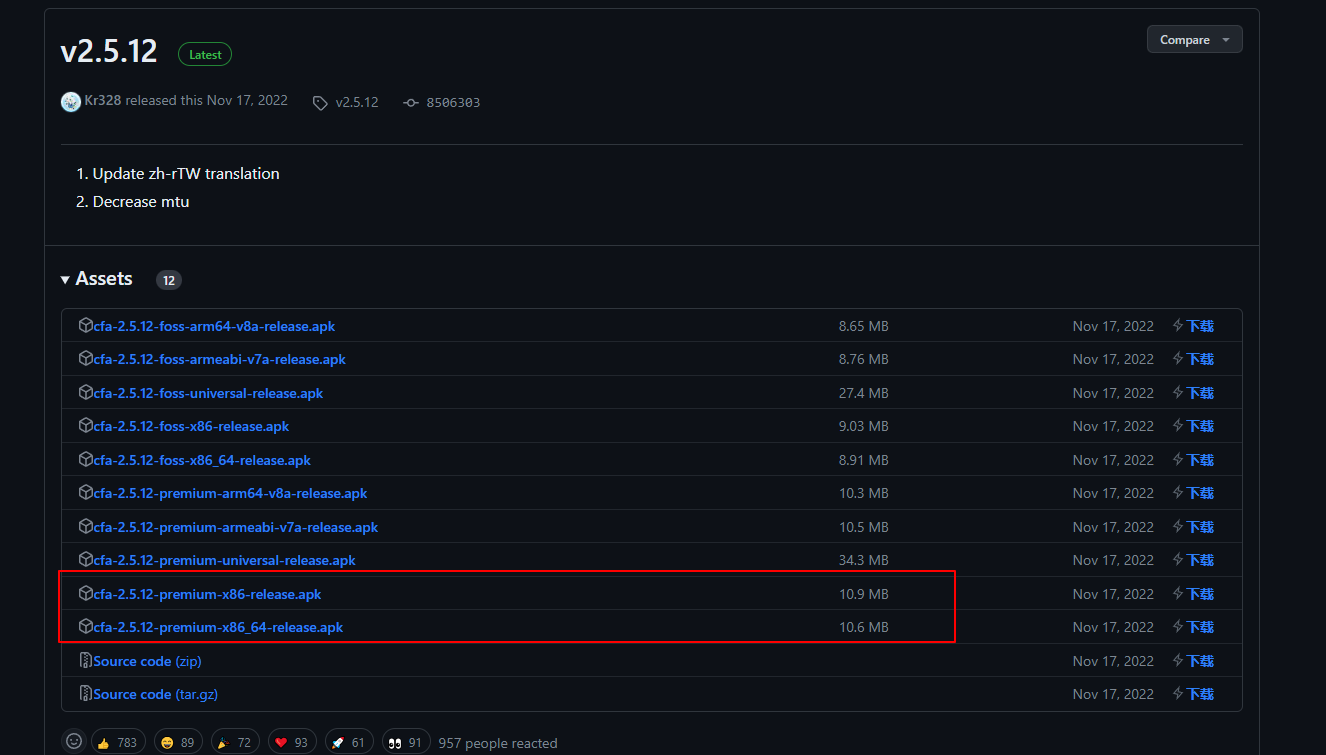 v2.5.12 Latest Compare
Kr328 released this Nov 17, 2022 v2.5.12 8506303
1. Update zh-rTW translation
2. Decrease mtu
Assets 12
cfa-2.5.12-foss-arm64-v8a-release.apk 8.65 MB Nov 17, 2022 下载
cfa-2.5.12-foss-armeabi-v7a-release.apk 8.76 MB Nov 17, 2022 下载
cfa-2.5.12-foss-universal-release.apk 27.4 MB Nov 17, 2022 下载
cfa-2.5.12-foss-x86-release.apk 9.03 MB Nov 17, 2022 下载
cfa-2.5.12-foss-x86_64-release.apk 8.91 MB Nov 17, 2022 下载
cfa-2.5.12-premium-arm64-v8a-release.apk 10.3 MB Nov 17, 2022 下载
cfa-2.5.12-premium-armeabi-v7a-release.apk 10.5 MB Nov 17, 2022 下载
cfa-2.5.12-premium-universal-release.apk 34.3 MB Nov 17, 2022 下载
cfa-2.5.12-premium-x86-release.apk 10.9 MB Nov 17, 2022 下载
cfa-2.5.12-premium-x86_64-release.apk 10.6 MB Nov 17, 2022 下载
Source code (zip) Nov 17, 2022 下载
Source code (tar.gz) Nov 17, 2022 下载
783 89 72 93 61 91 957 people reacted